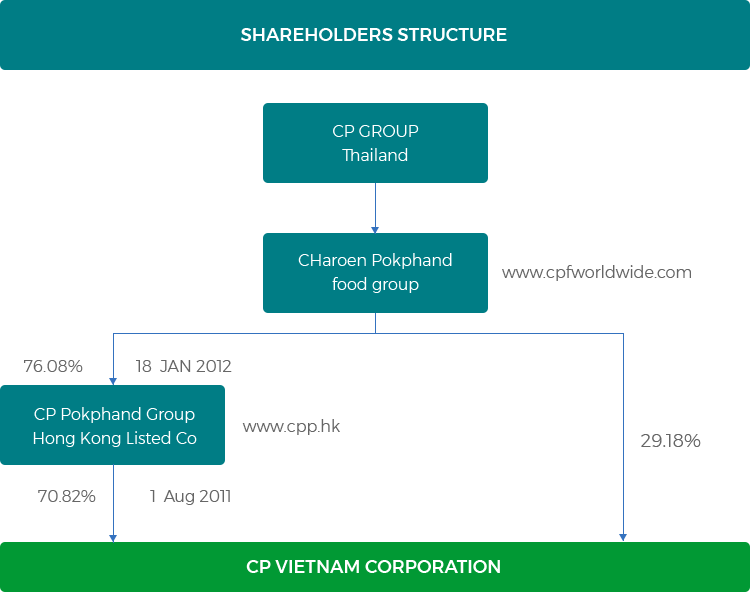 SHAREHOLDERS STRUCTURE
CP GROUP
Thailand
CHaroen Pokphand
food group
www.cpfworldwide.com
76.08%
18 JAN 2012
CP Pokphand Group
Hong Kong Listed Co
www.cpp.hk
29.18%
70.82%
1 Aug 2011
CP VIETNAM CORPORATION